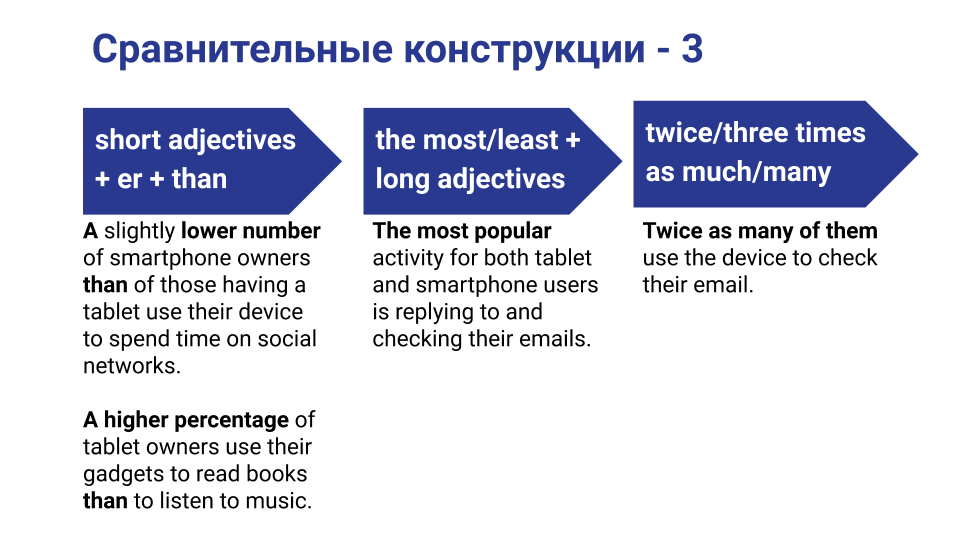 Сравнительные конструкции - 3
short adjectives
+ er + than
A slightly lower number
of smartphone owners
than of those having a
tablet use their device
to spend time on social
networks.
A higher percentage of
tablet owners use their
gadgets to read books
than to listen to music.
the most/least +
long adjectives
The most popular
activity for both tablet
and smartphone users
is replying to and
checking their emails.
twice/three times
as much/many
Twice as many of them
use the device to check
their email.